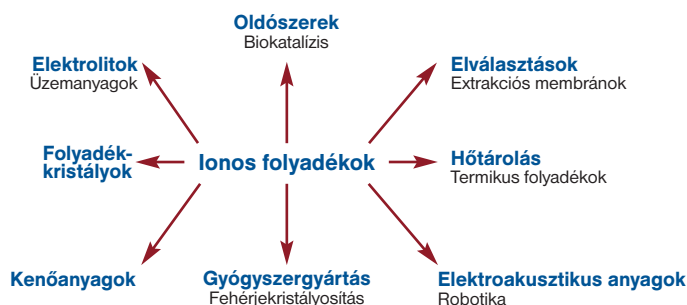 Oldószerek
Biokatalízis
Elektrolitok
Üzemanyagok
Elválasztások
Extrakciós membránok
Folyadék-
kristályok
Ionos folyadékok
Hőtárolás
Termikus folyadékok
Kenőanyagok
Gyógyszergyártás
Fehérjekristályosítás
Elektroakusztikus anyagok
Robotika